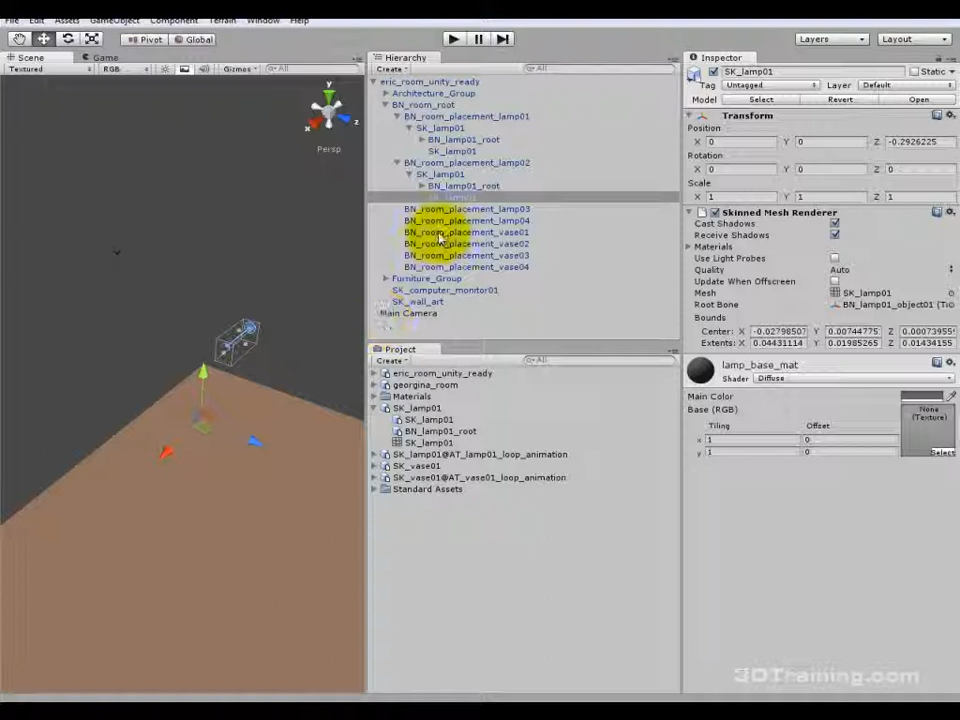 File Edit Assets GameObject Component Terrain Window Help
Pivot Global Layers Layout
Scene Game
Textured RGB Gizmos All
y
x z
Persp
Hierarchy
Create All
eric_room_unity_ready
Architecture_Group
BN_room_root
BN_room_placement_lamp01
SK_lamp01
BN_lamp01_root
SK_lamp01
BN_room_placement_lamp02
SK_lamp01
BN_lamp01_root
BN_room_placement_lamp03
BN_room_placement_lamp04
BN_room_placement_vase01
BN_room_placement_vase02
BN_room_placement_vase03
BN_room_placement_vase04
Furniture_Group
SK_computer_monitor01
SK_wall_art
Main Camera
Project
Create All
eric_room_unity_ready
georgina_room
Materials
SK_lamp01
SK_lamp01
BN_lamp01_root
SK_lamp01
SK_lamp01@AT_lamp01_loop_animation
SK_vase01
SK_vase01@AT_vase01_loop_animation
Standard Assets
Inspector
SK_lamp01 Static
Tag Untagged Layer Default
Model Select Revert Open
Transform
Position
X 0 Y 0 Z -0.2926225
Rotation
X 0 Y 0 Z 0
Scale
X 1 Y 1 Z 1
Skinned Mesh Renderer
Cast Shadows
Receive Shadows
Materials
Use Light Probes
Quality Auto
Update When Offscreen
Mesh SK_lamp01
Root Bone BN_lamp01_object01
Bounds
Center: X -0.02798507 Y 0.00744775 Z 0.00073955
Extents: X 0.04431114 Y 0.01985265 Z 0.01434155
lamp_base_mat
Shader Diffuse
Main Color
Base (RGB) None
(Texture)
Tiling Offset
x 1 0
y 1 0
Select
3DTraining.com